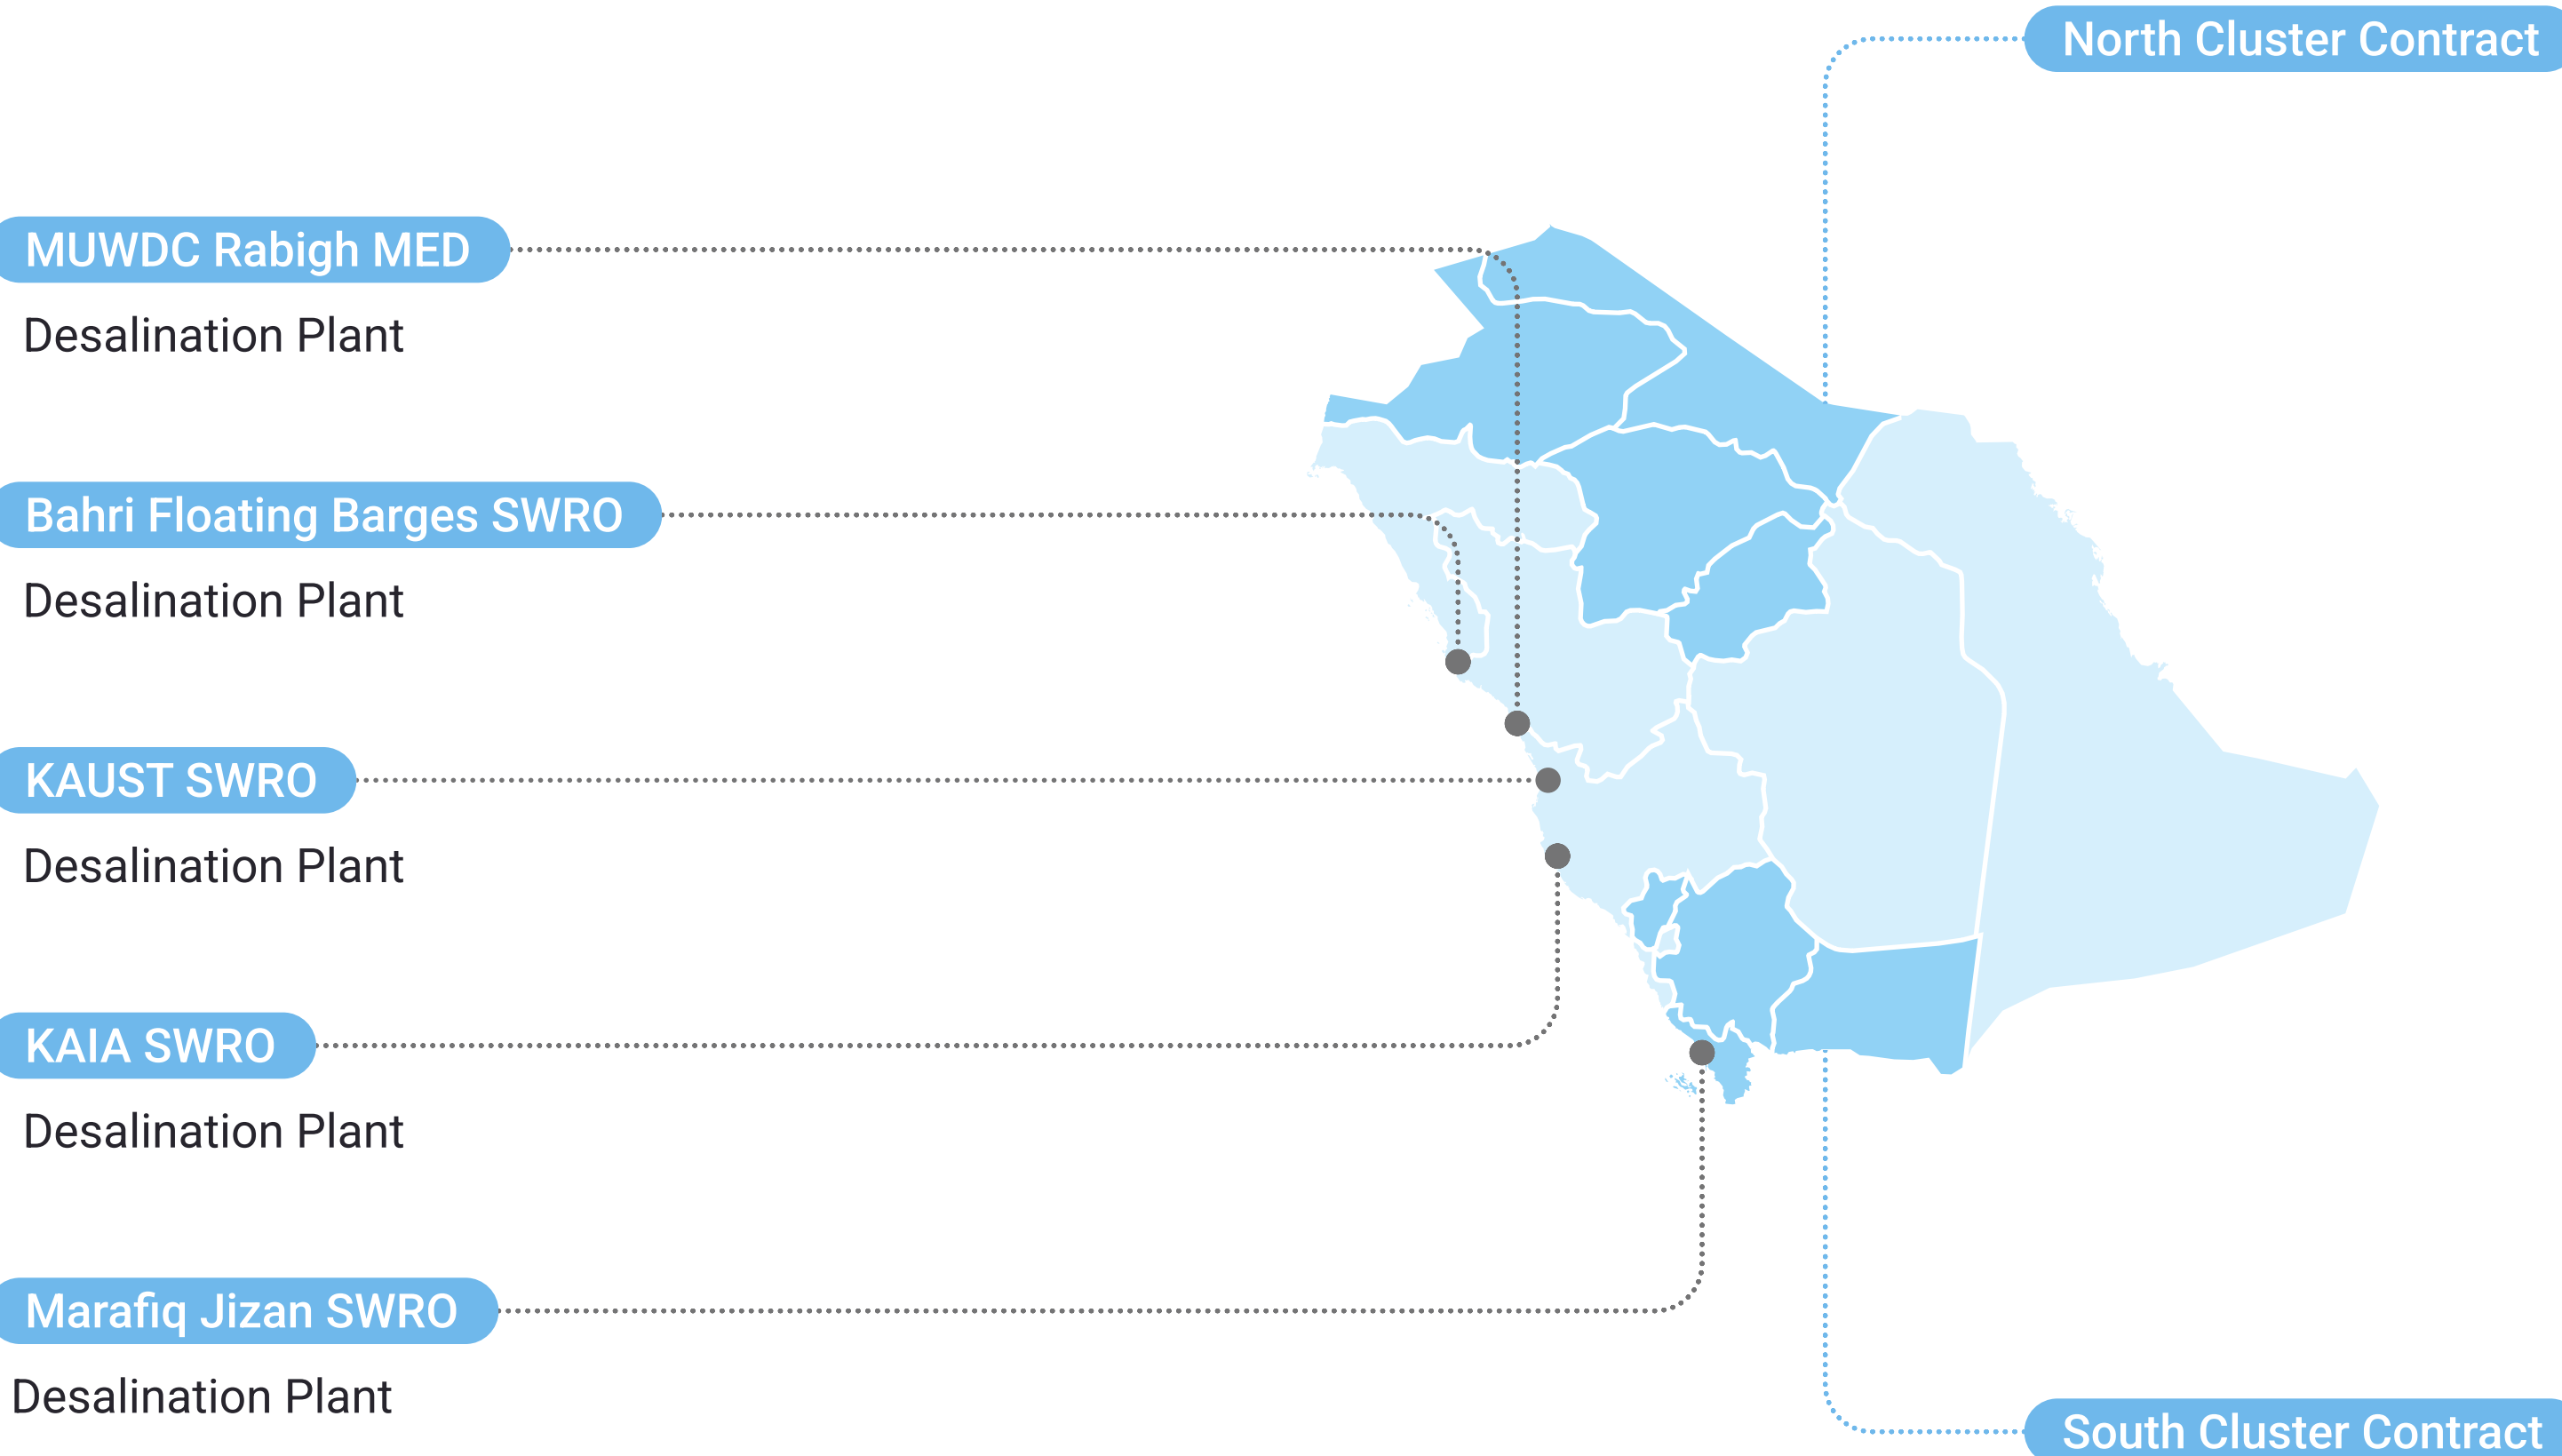 North Cluster Contract
MUWDC Rabigh MED
Desalination Plant
Bahri Floating Barges SWRO
Desalination Plant
KAUST SWRO
Desalination Plant
KAIA SWRO
Desalination Plant
Marafiq Jizan SWRO
Desalination Plant
South Cluster Contract